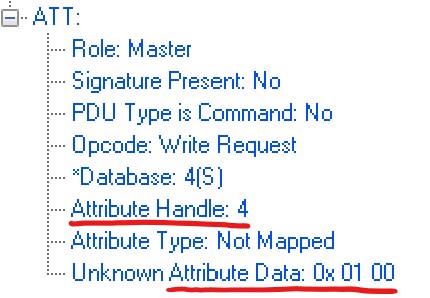 ATT:
Role: Master
Signature Present: No
PDU Type is Command: No
Opcode: Write Request
*Database: 4(S)
Attribute Handle: 4
Attribute Type: Not Mapped
Unknown Attribute Data: 0x 01 00